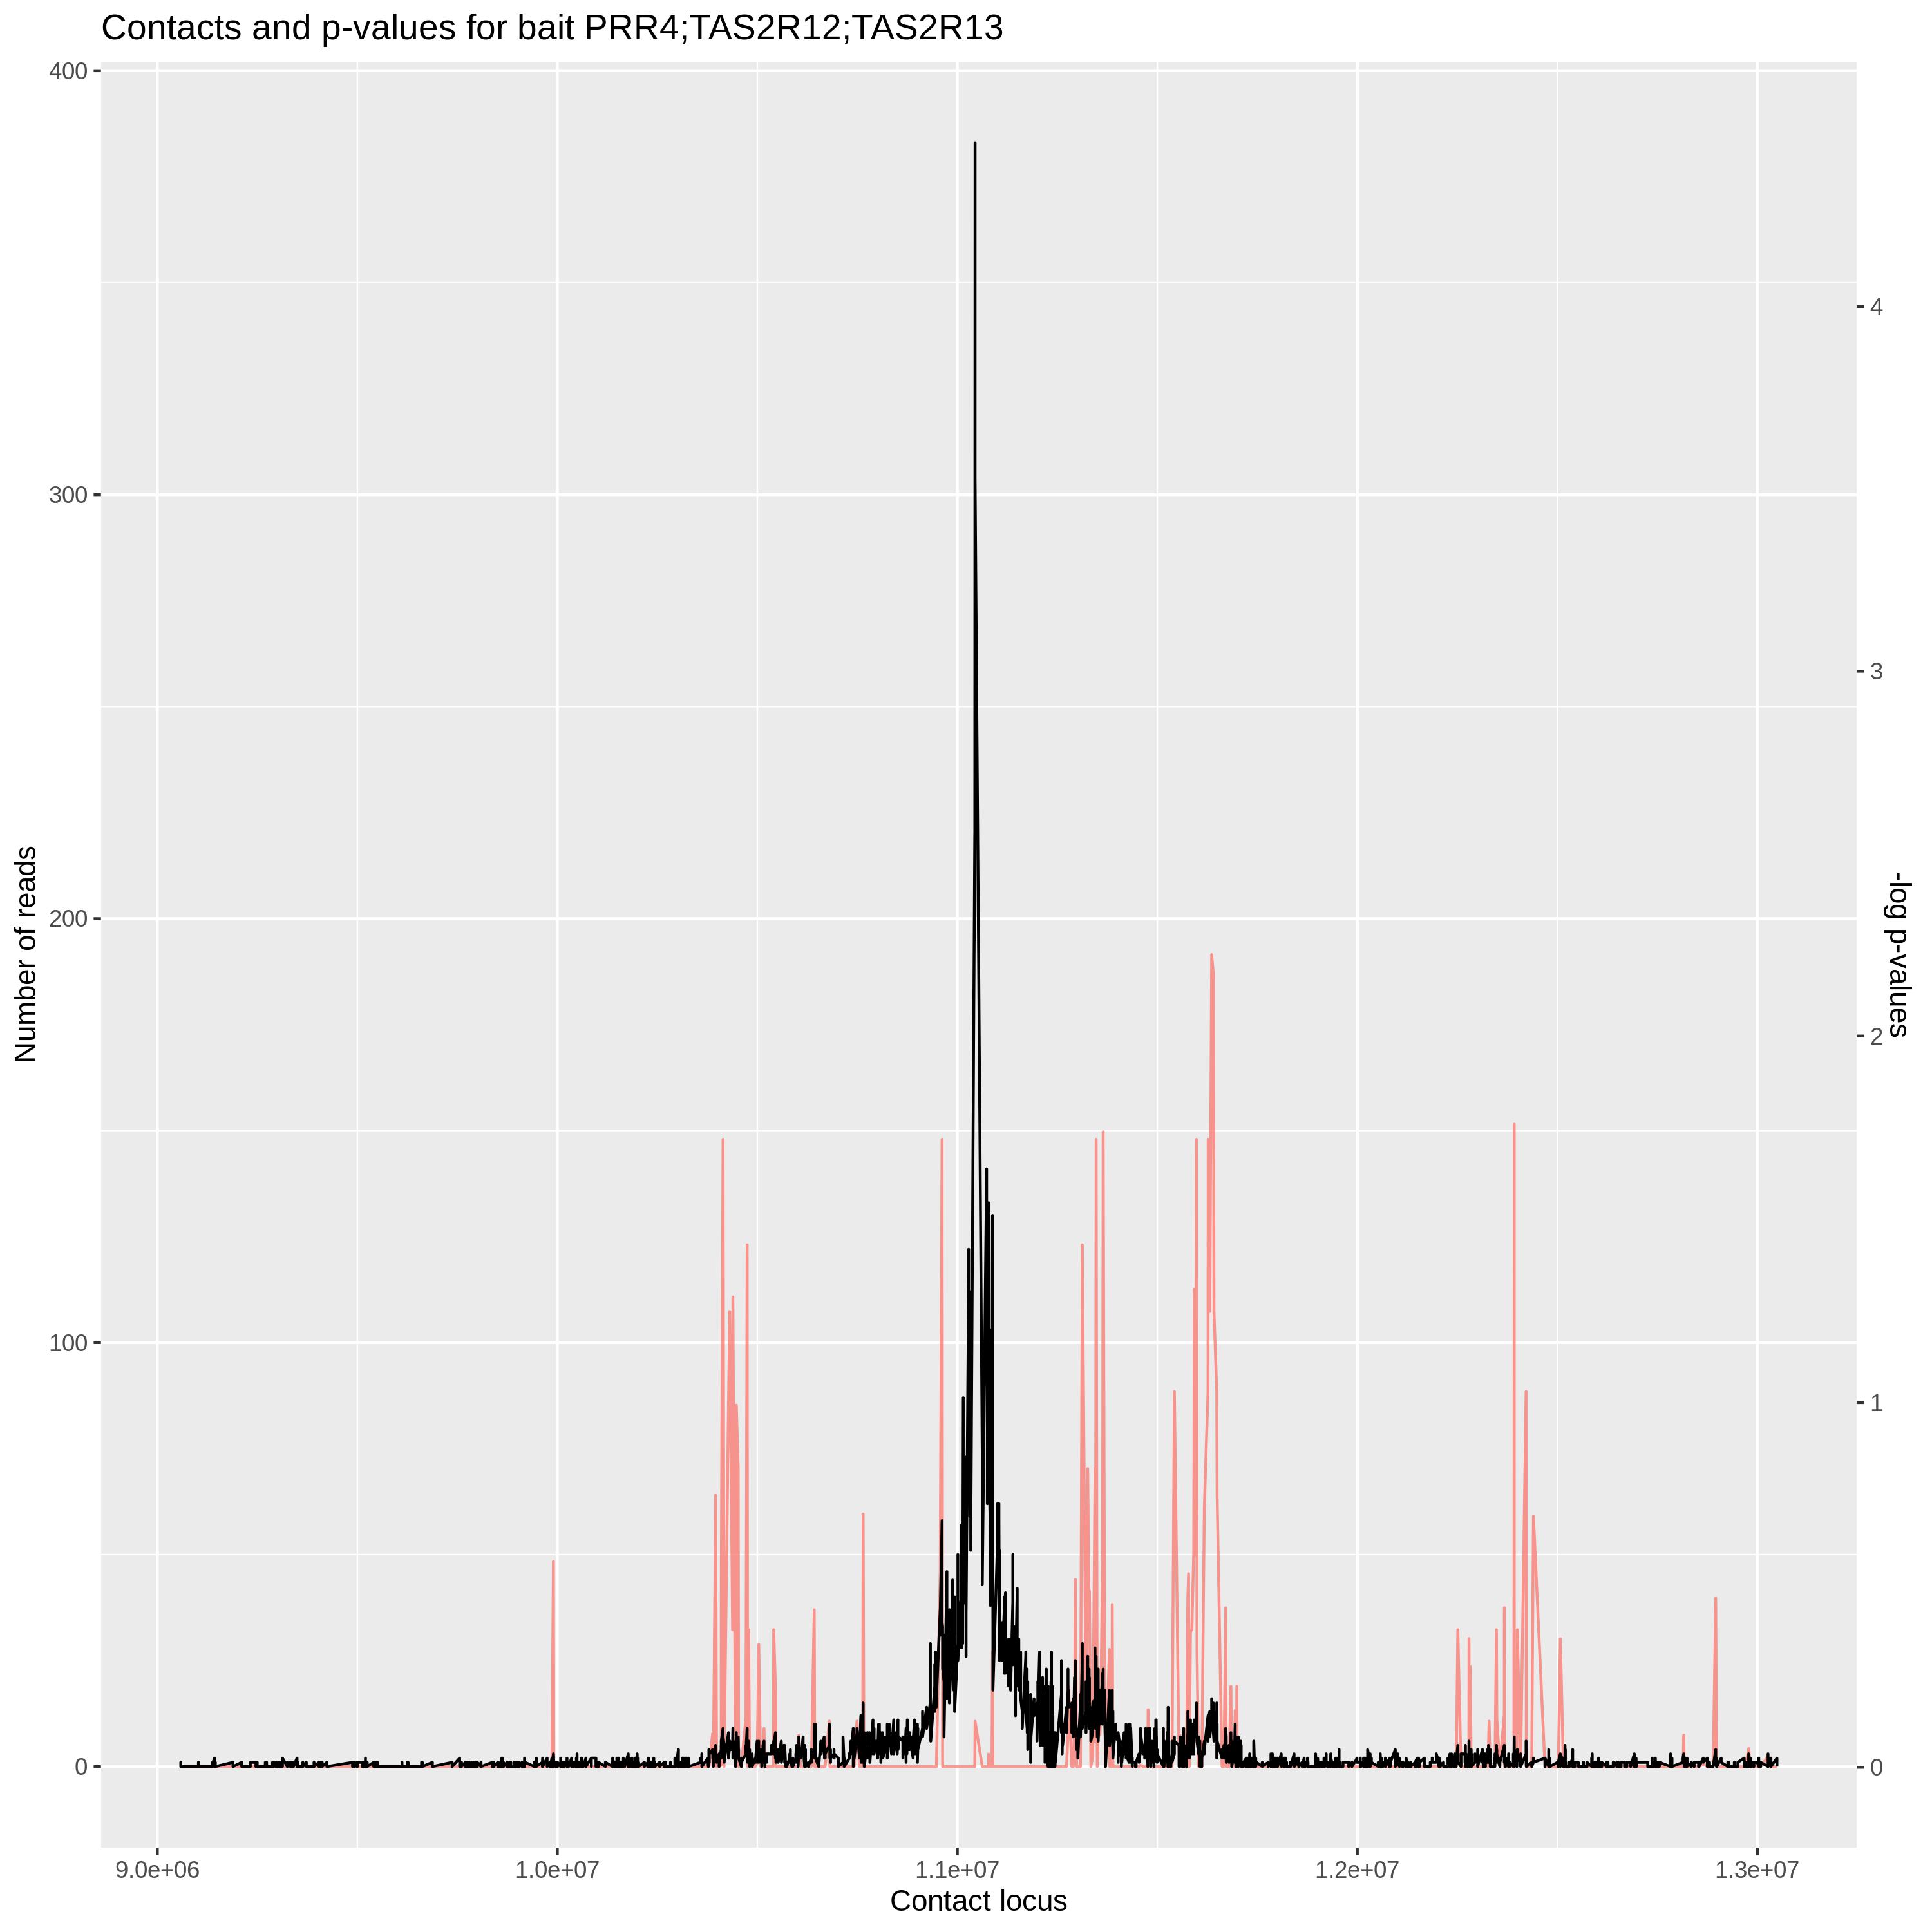 Contacts and p-values for bait PRR4;TAS2R12;TAS2R13
400
300
200
100
0
Number of reads
4
3
2
1
0
-log p-values
9.0e+06
1.0e+07
1.1e+07
1.2e+07
1.3e+07
Contact locus